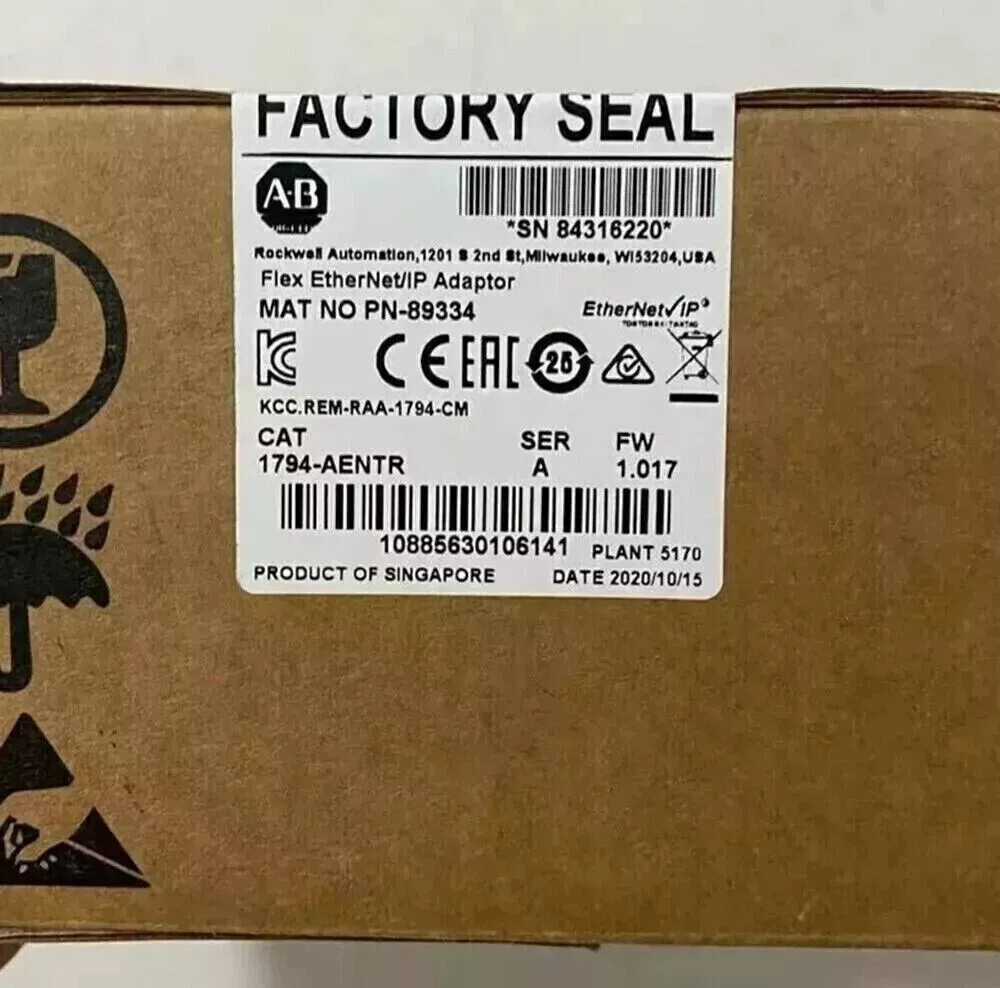 FACTORY SEAL
A·B
*SN 84316220*
Rockwell Automation,1201 S 2nd St,Milwaukee, WI53204,USA
Flex EtherNet/IP Adaptor
MAT NO PN-89334
EtherNet/IP
KC CE EAC 25
KCC.REM-RAA-1794-CM
CAT SER FW
1794-AENTR A 1.017
10885630106141 PLANT 5170
PRODUCT OF SINGAPORE DATE 2020/10/15